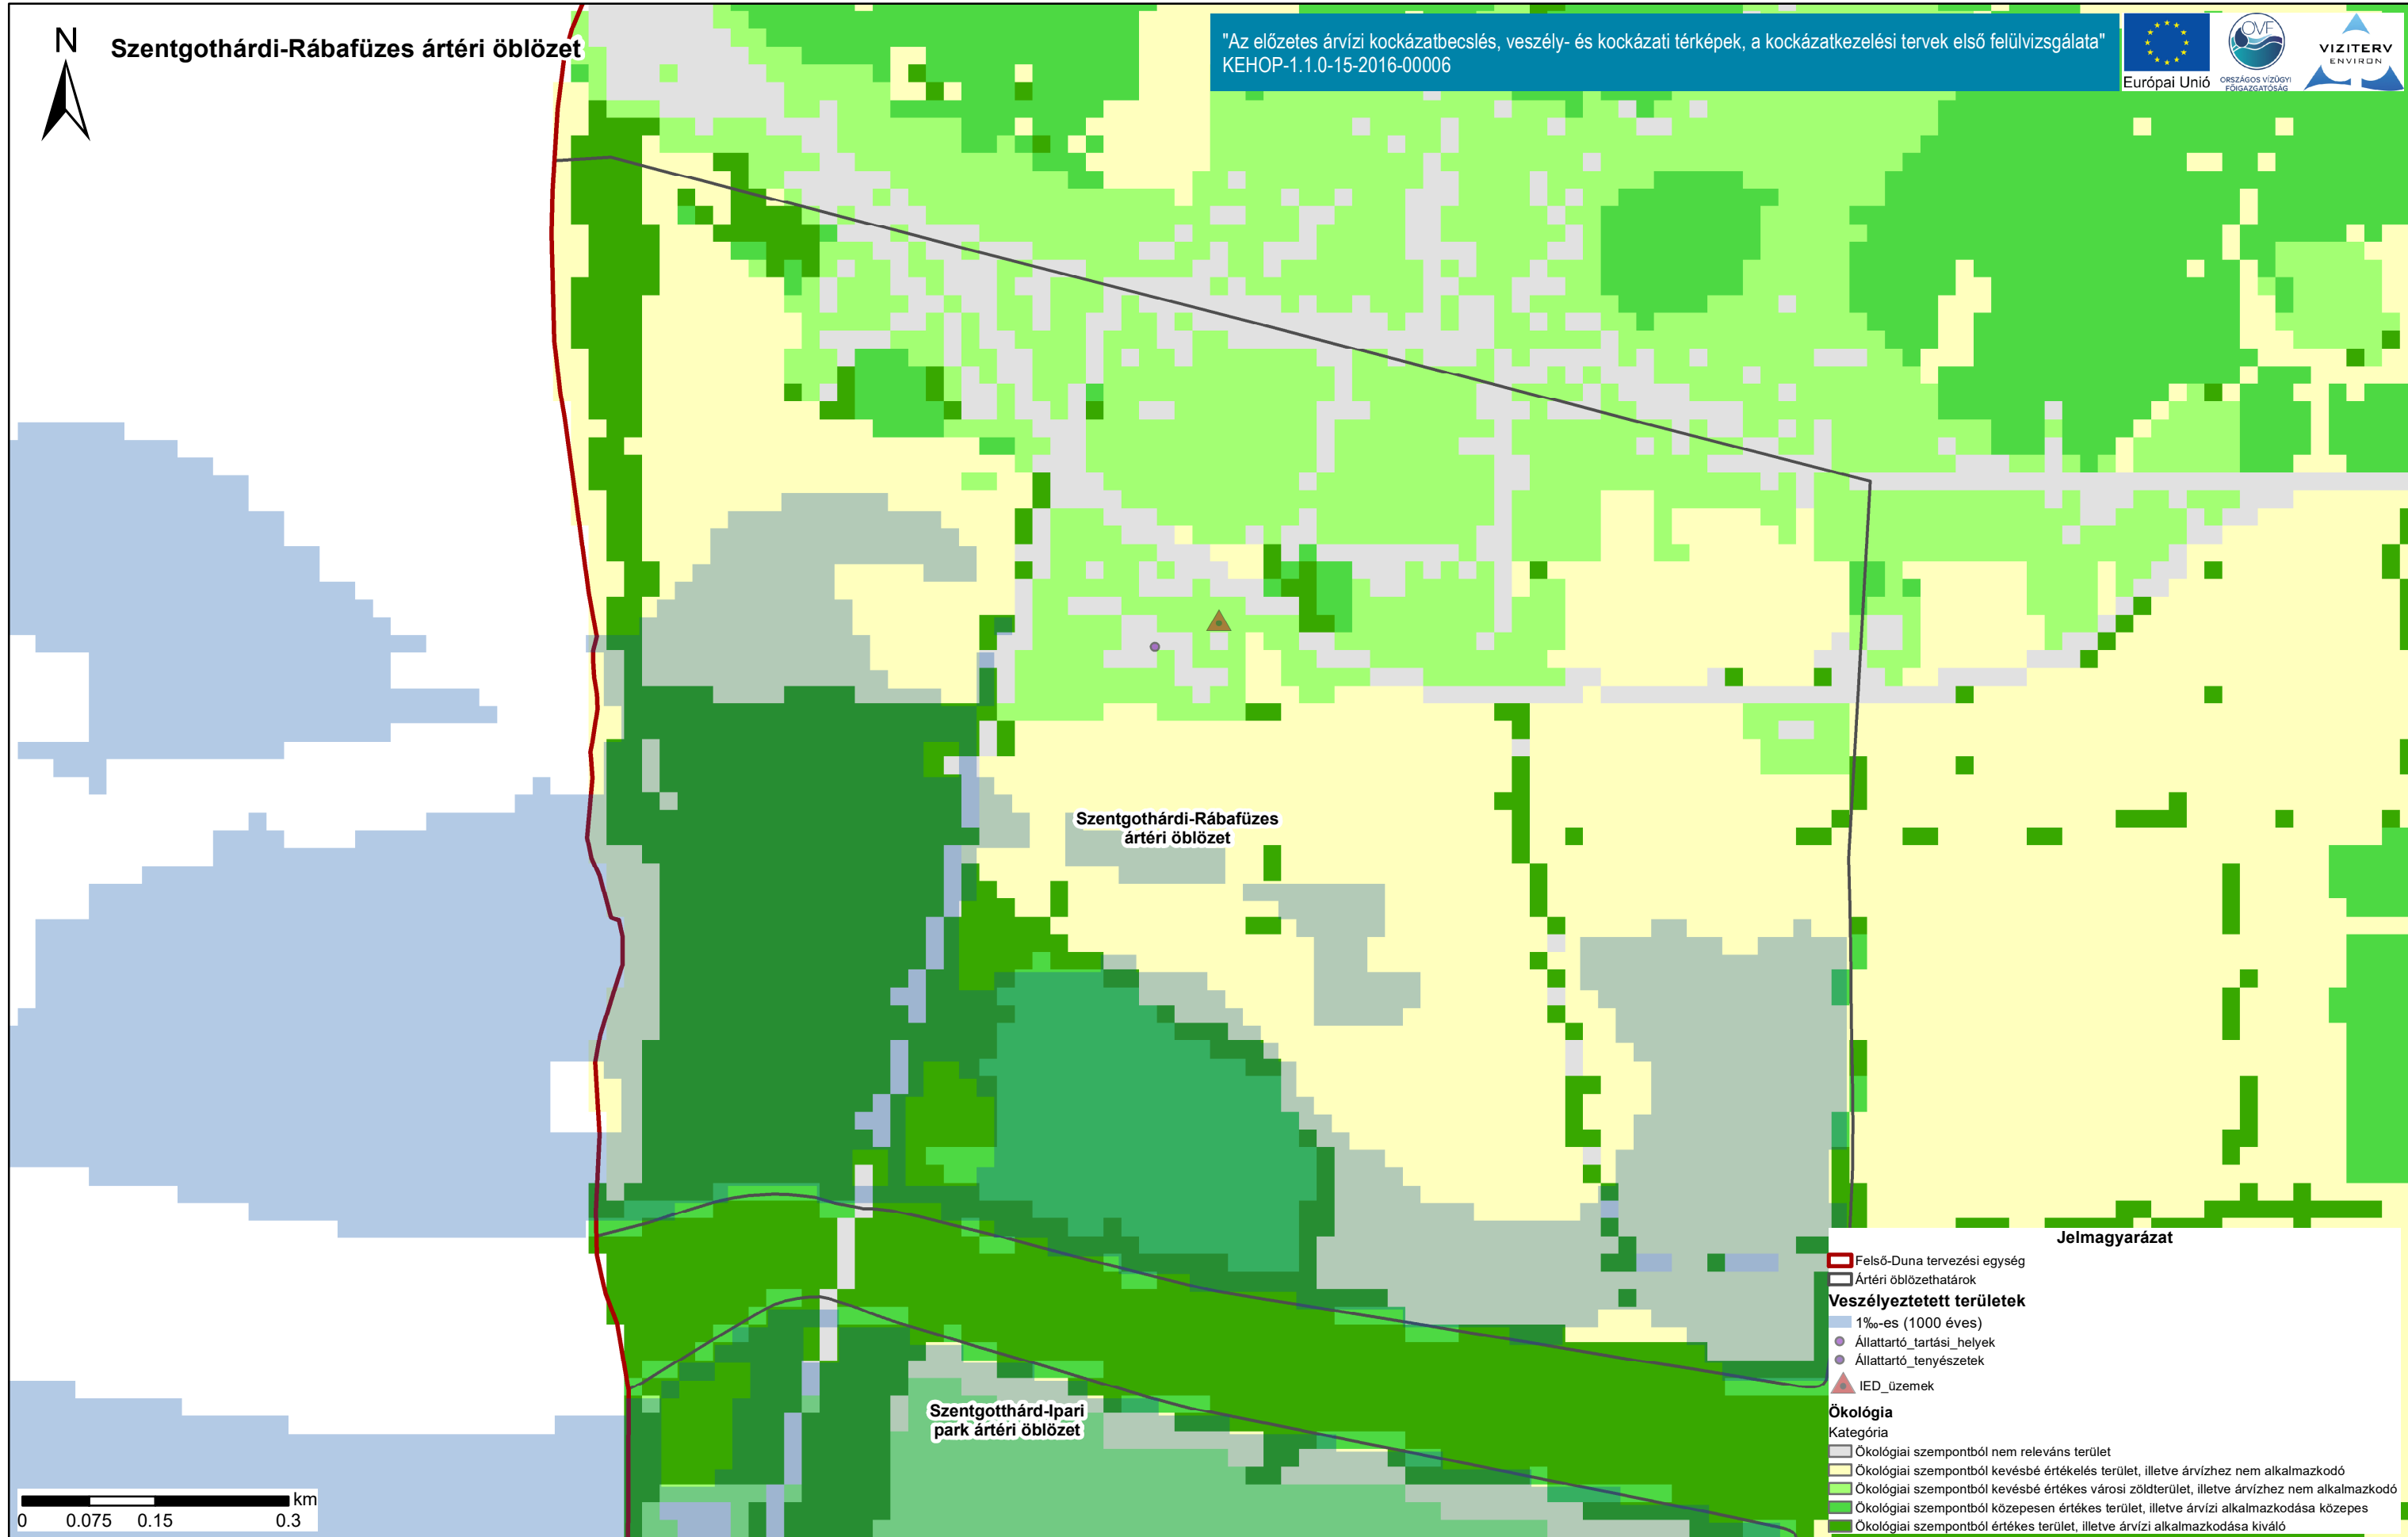 N
Szentgothárdi-Rábafüzes ártéri öblözet
"Az előzetes árvízi kockázatbecslés, veszély- és kockázati térképek, a kockázatkezelési tervek első felülvizsgálata"
KEHOP-1.1.0-15-2016-00006
Európai Unió
OVF
ORSZÁGOS VÍZÜGYI
FŐIGAZGATÓSÁG
VIZITERV
ENVIRON
Szentgothárdi-Rábafüzes
ártéri öblözet
Szentgotthárd-Ipari
park ártéri öblözet
km
0 0.075 0.15 0.3
Jelmagyarázat
Felső-Duna tervezési egység
Ártéri öblözethatárok
Veszélyeztetett területek
1‰-es (1000 éves)
Állattartó_tartási_helyek
Állattartó_tenyészetek
IED_üzemek
Ökológia
Kategória
Ökológiai szempontból nem releváns terület
Ökológiai szempontból kevésbé értékelés terület, illetve árvízhez nem alkalmazkodó
Ökológiai szempontból kevésbé értékes városi zöldterület, illetve árvízhez nem alkalmazkodó
Ökológiai szempontból közepesen értékes terület, illetve árvízi alkalmazkodása közepes
Ökológiai szempontból értékes terület, illetve árvízi alkalmazkodása kiváló